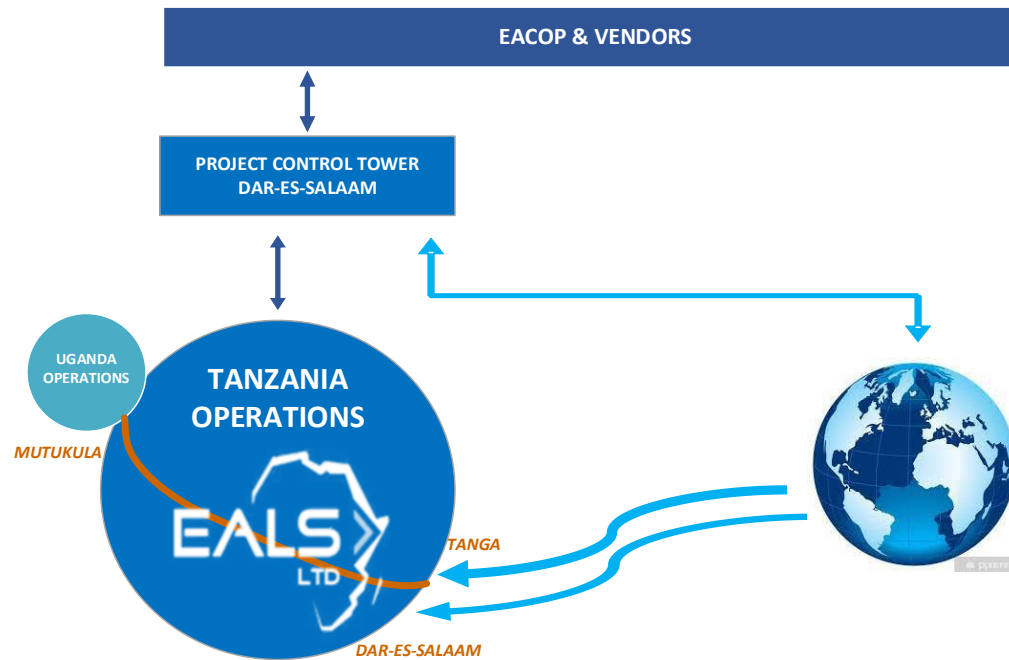 EACOP & VENDORS
PROJECT CONTROL TOWER
DAR-ES-SALAAM
UGANDA
OPERATIONS
TANZANIA
OPERATIONS
MUTUKULA
EALS
LTD
TANGA
DAR-ES-SALAAM